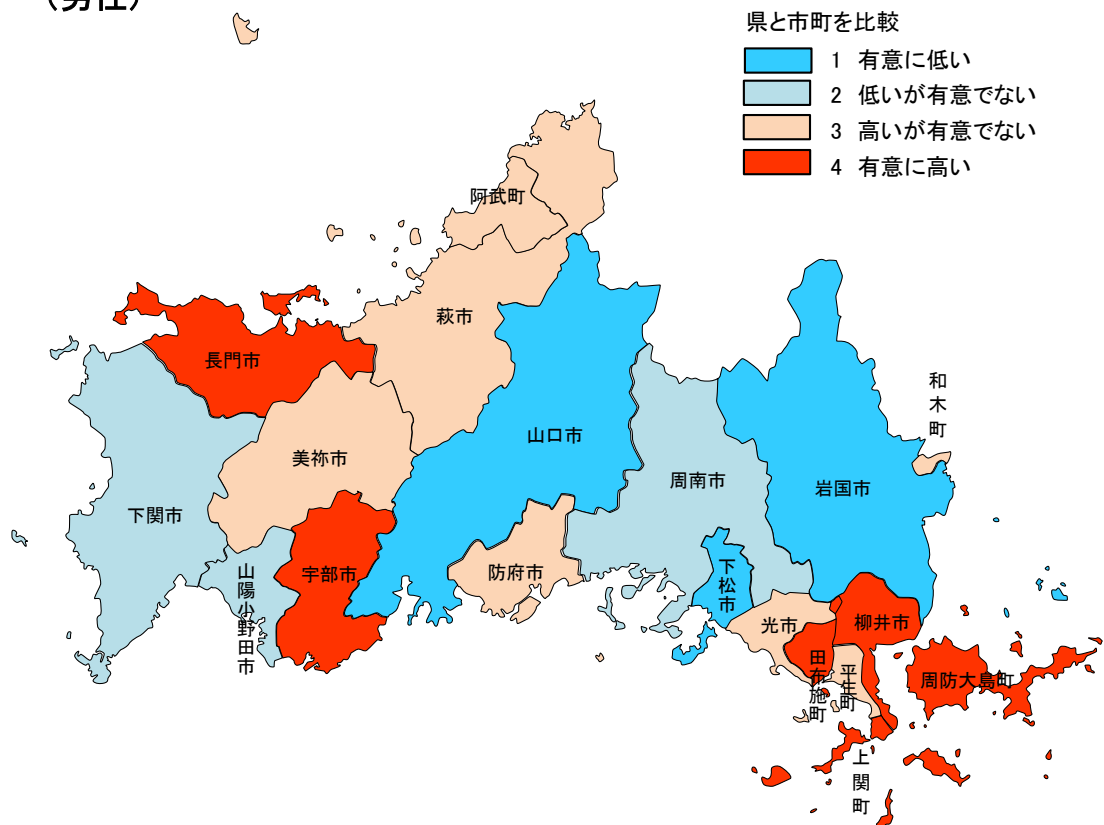 （男性）
県と市町を比較
1 有意に低い
2 低いが有意でない
3 高いが有意でない
4 有意に高い
阿武町
萩市
長門市
和木町
山口市
美祢市
周南市
岩国市
下関市
山陽小野田市
宇部市
防府市
下松市
光市
柳井市
田布施町
平生町
周防大島町
上関町